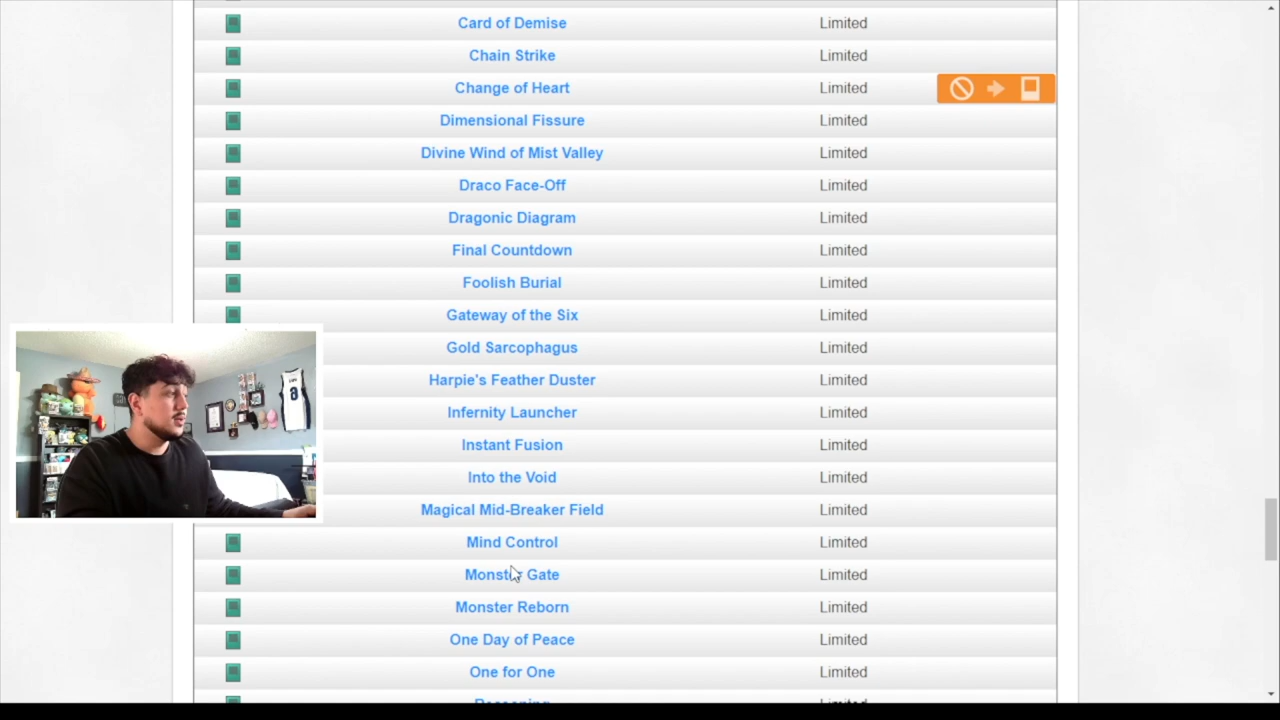 Card of Demise Limited
Chain Strike Limited
Change of Heart Limited
Dimensional Fissure Limited
Divine Wind of Mist Valley Limited
Draco Face-Off Limited
Dragonic Diagram Limited
Final Countdown Limited
Foolish Burial Limited
Gateway of the Six Limited
Gold Sarcophagus Limited
Harpie's Feather Duster Limited
Infernity Launcher Limited
Instant Fusion Limited
Into the Void Limited
Magical Mid-Breaker Field Limited
Mind Control Limited
Monster Gate Limited
Monster Reborn Limited
One Day of Peace Limited
One for One Limited
8